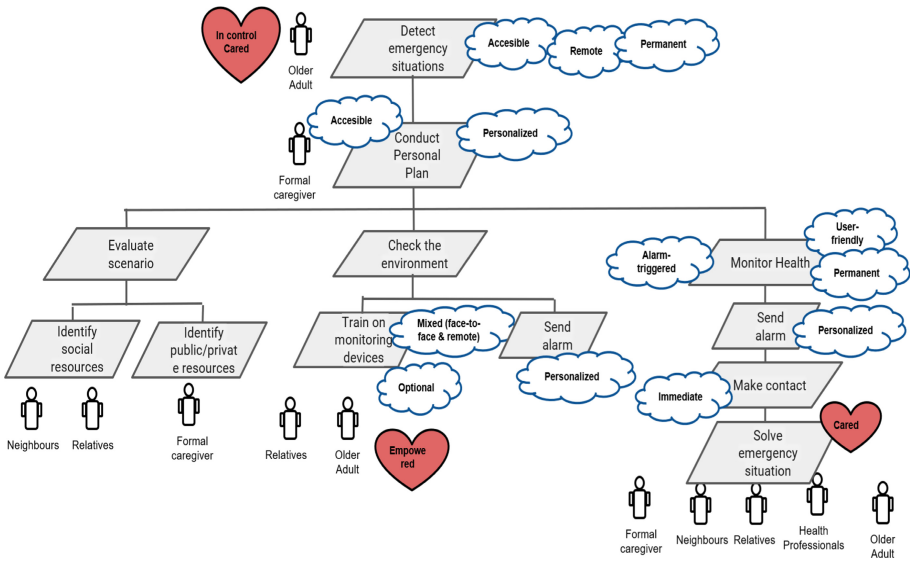 In control
Cared
Older
Adult
Detect
emergency
situations
Accesible
Remote
Permanent
Accesible
Formal
caregiver
Conduct
Personal
Plan
Personalized
Evaluate
scenario
Check the
environment
Alarm-
triggered
Monitor Health
User-
friendly
Permanent
Identify
social
resources
Identify
public/privat
e resources
Train on
monitoring
devices
Mixed (face-to-
face & remote)
Optional
Send
alarm
Personalized
Send
alarm
Personalized
Immediate
Make contact
Solve
emergency
situation
Cared
Neighbours
Relatives
Formal
caregiver
Relatives
Older
Adult
Empowe
red
Formal
caregiver
Neighbours
Relatives
Health
Professionals
Older
Adult